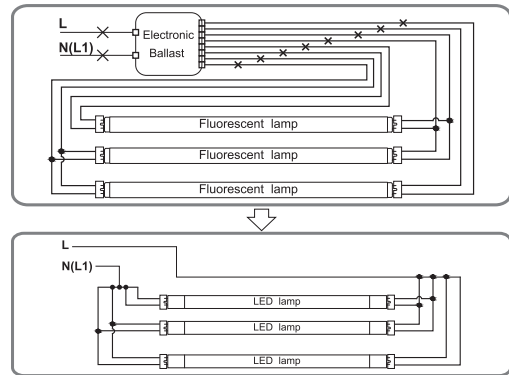 L
N(L1)
Electronic
Ballast
Fluorescent lamp
Fluorescent lamp
Fluorescent lamp
L
N(L1)
LED lamp
LED lamp
LED lamp